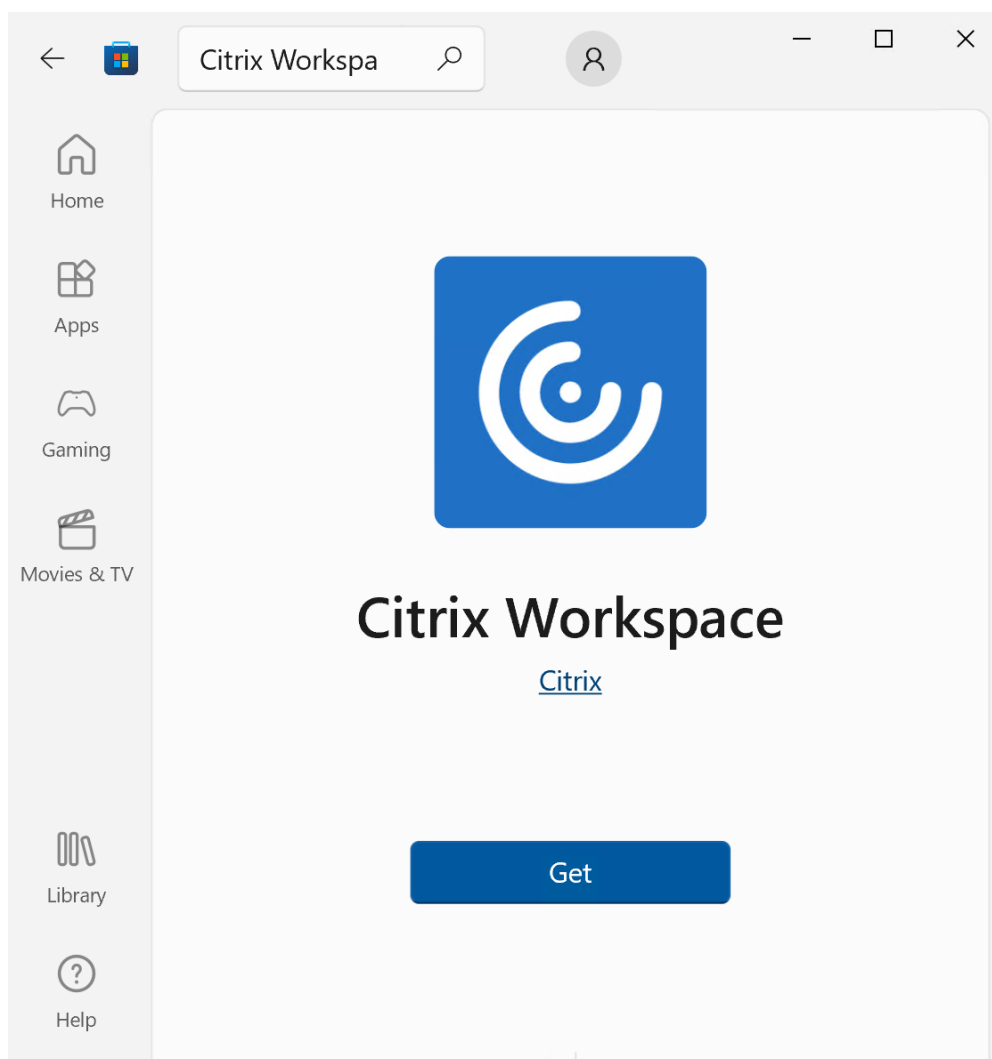 Citrix Workspa
Home
Apps
Gaming
Movies & TV
Citrix Workspace
Citrix
Get
Library
Help